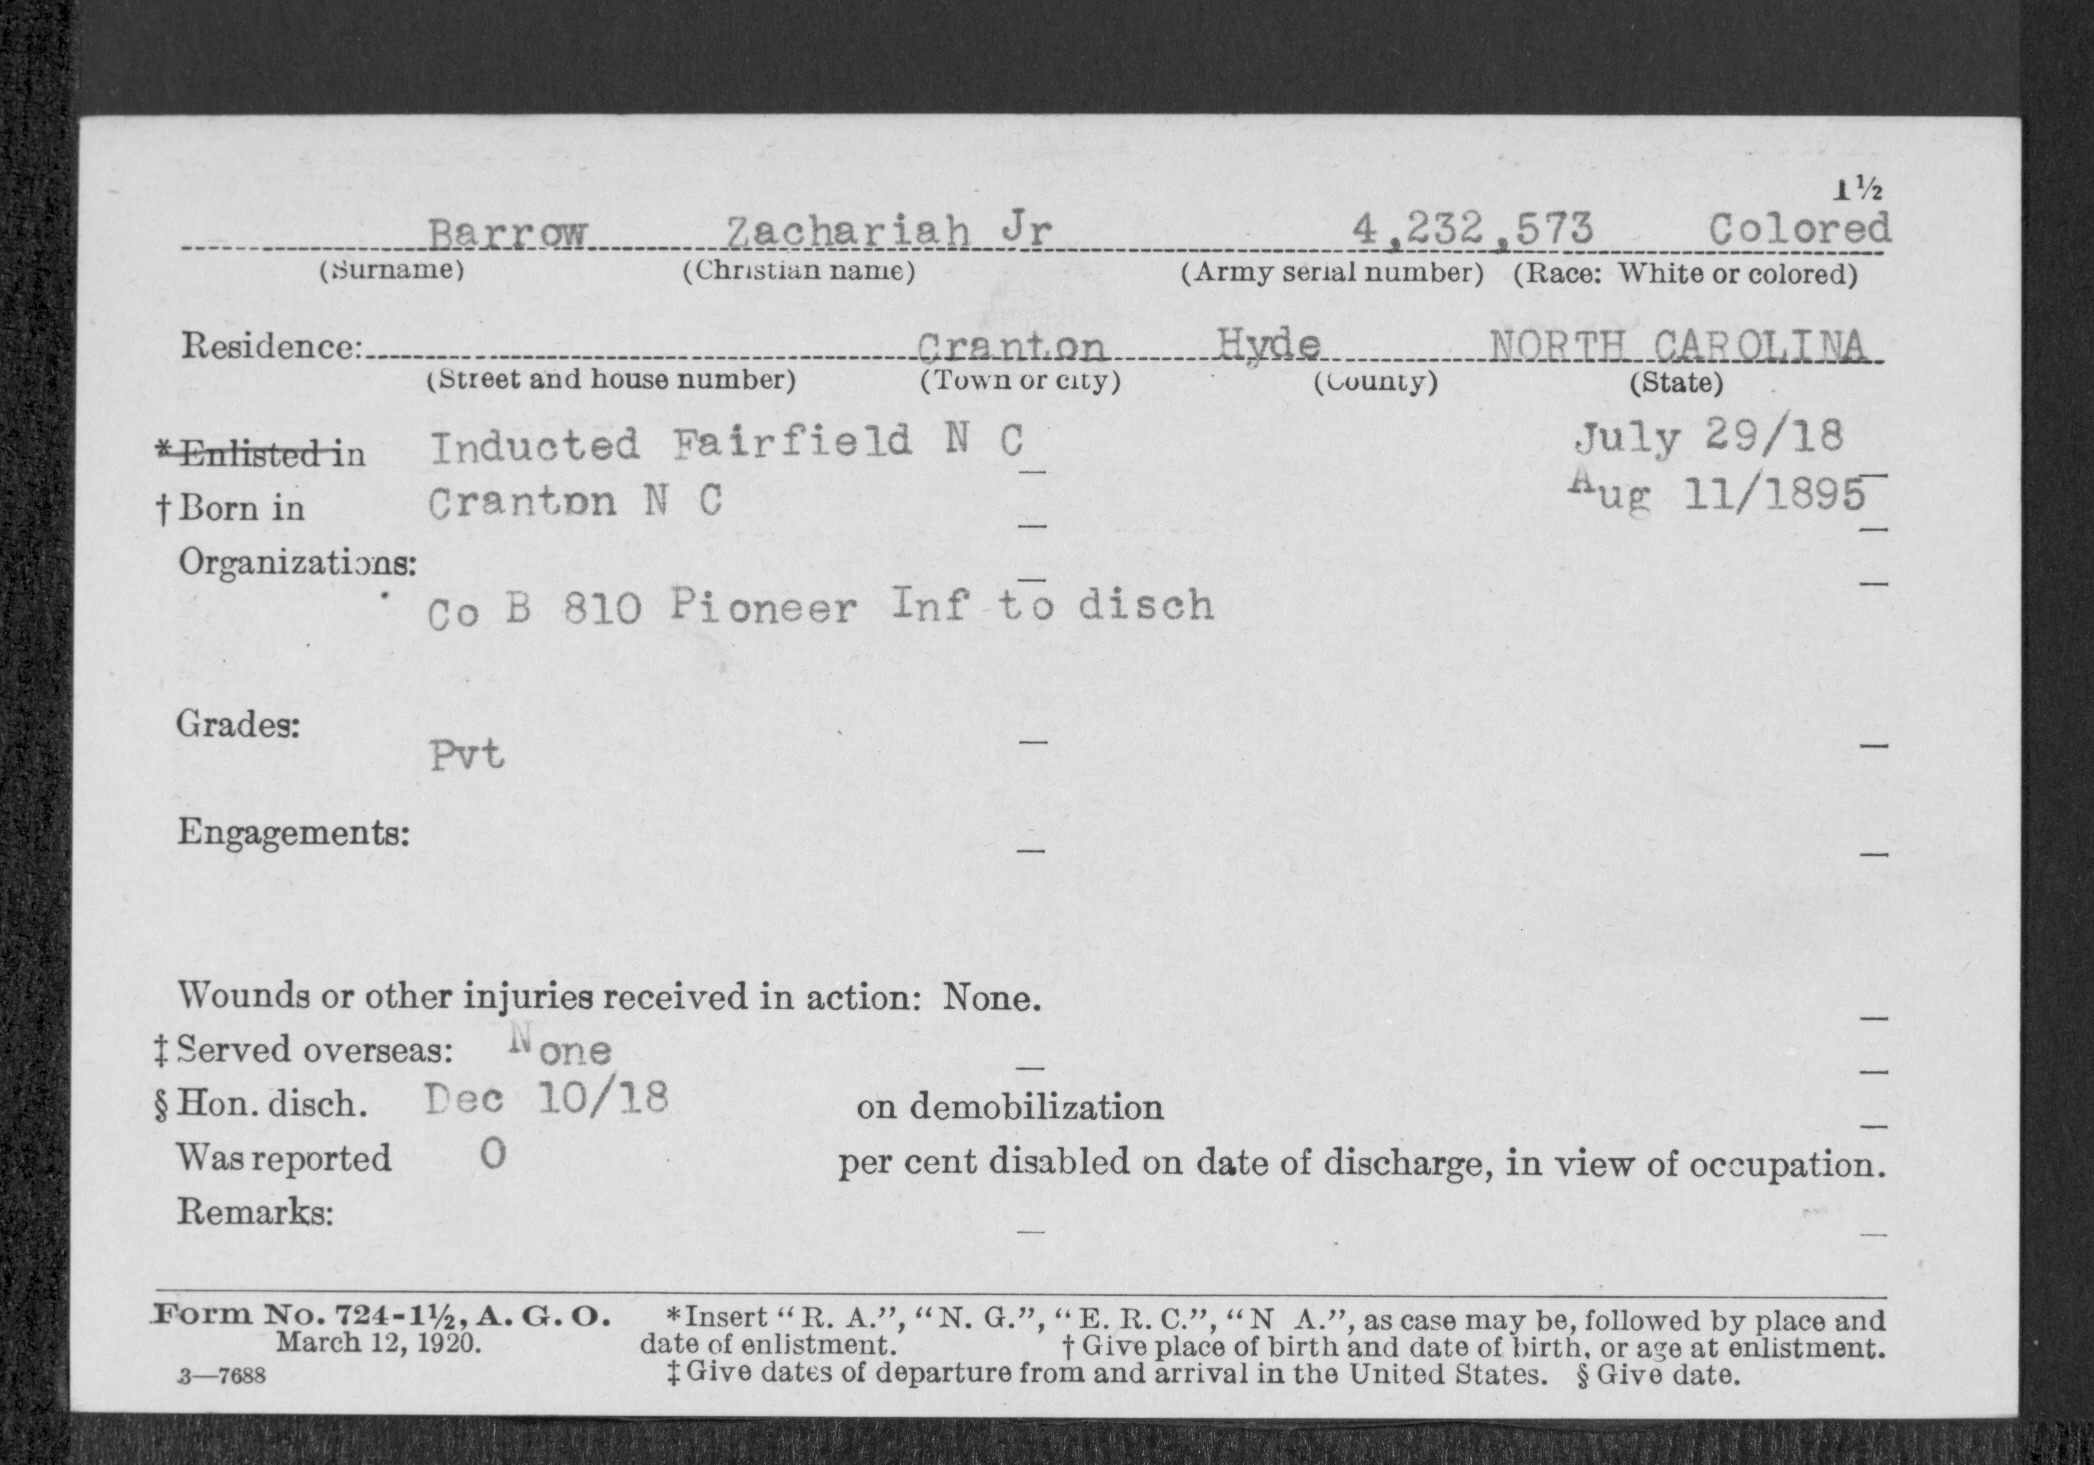 1½
Barrow Zachariah Jr 4,232,573 Colored
(Surname) (Christian name) (Army serial number) (Race: White or colored)
Residence: Cranton Hyde NORTH CAROLINA
(Street and house number) (Town or city) (County) (State)
*Enlisted in Inducted Fairfield N C July 29/18
†Born in Cranton N C Aug 11/1895
Organizations:
Co B 810 Pioneer Inf to disch
Grades:
Pvt
Engagements:
Wounds or other injuries received in action: None.
‡Served overseas: None
§Hon. disch. Dec 10/18 on demobilization
Was reported 0 per cent disabled on date of discharge, in view of occupation.
Remarks:
Form No. 724-1½, A. G. O. *Insert “R. A.”, “N. G.”, “E. R. C.”, “N A.”, as case may be, followed by place and
March 12, 1920. date of enlistment. †Give place of birth and date of birth, or age at enlistment.
3—7688 ‡Give dates of departure from and arrival in the United States. §Give date.